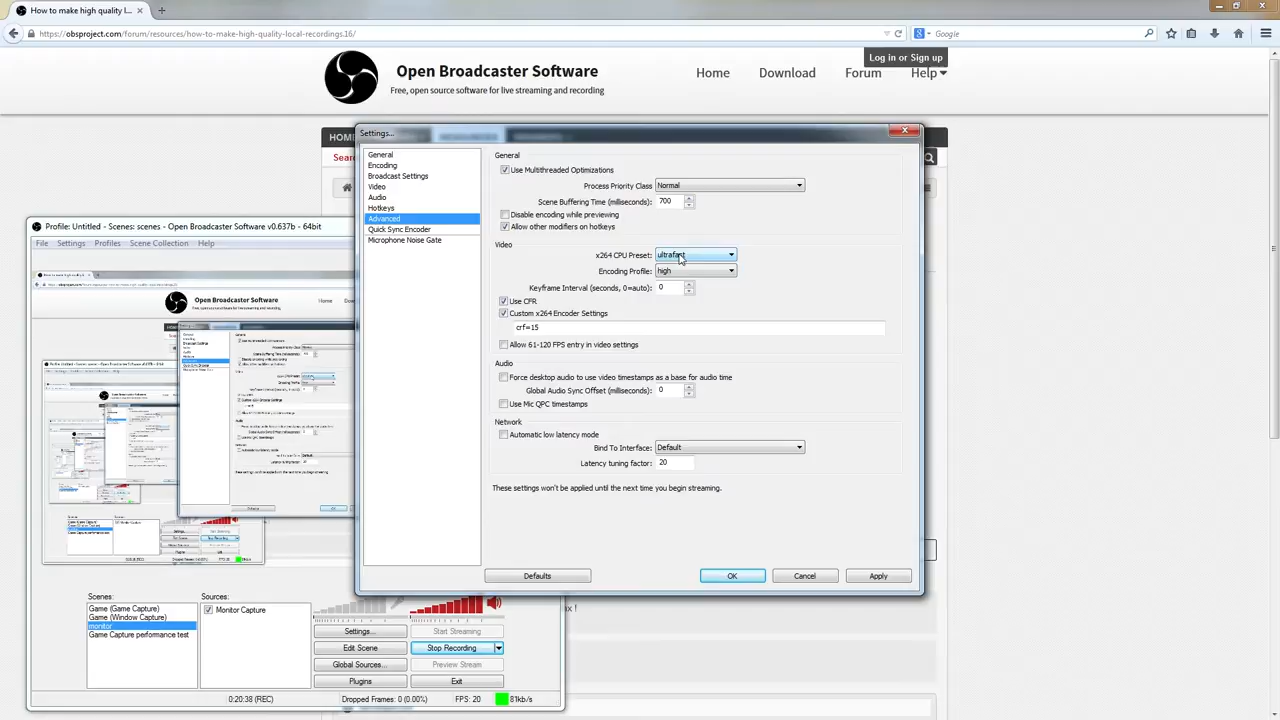 How to make high quality l...
https://obsproject.com/forum/resources/how-to-make-high-quality-local-recordings.16/
Google
Log in or Sign up
Open Broadcaster Software
Free, open source software for live streaming and recording
Home
Download
Forum
Help
Settings...
General
Encoding
Broadcast Settings
Video
Audio
Hotkeys
Advanced
Quick Sync Encoder
Microphone Noise Gate
General
Use Multithreaded Optimizations
Process Priority Class
Normal
Scene Buffering Time (milliseconds):
700
Disable encoding while previewing
Allow other modifiers on hotkeys
Video
x264 CPU Preset:
ultrafast
Encoding Profile:
high
Keyframe Interval (seconds, 0=auto):
0
Use CFR
Custom x264 Encoder Settings
crf=15
Allow 61-120 FPS entry in video settings
Audio
Force desktop audio to use video timestamps as a base for audio time
Global Audio Sync Offset (milliseconds):
0
Use Mic QPC timestamps
Network
Automatic low latency mode
Bind To Interface:
Default
Latency tuning factor:
20
These settings won't be applied until the next time you begin streaming.
Defaults
OK
Cancel
Apply
Profile: Untitled - Scenes: scenes - Open Broadcaster Software v0.637b - 64bit
File
Settings
Profiles
Scene Collection
Help
Open Broadcaster Software
Scenes:
Game (Game Capture)
Game (Window Capture)
monitor
Game Capture performance test
Sources:
Monitor Capture
Settings...
Start Streaming
Edit Scene
Stop Recording
Global Sources...
Preview Stream
Plugins
Exit
0:20:38 (REC)
Dropped Frames: 0 (0.00%)
FPS: 20
81kb/s